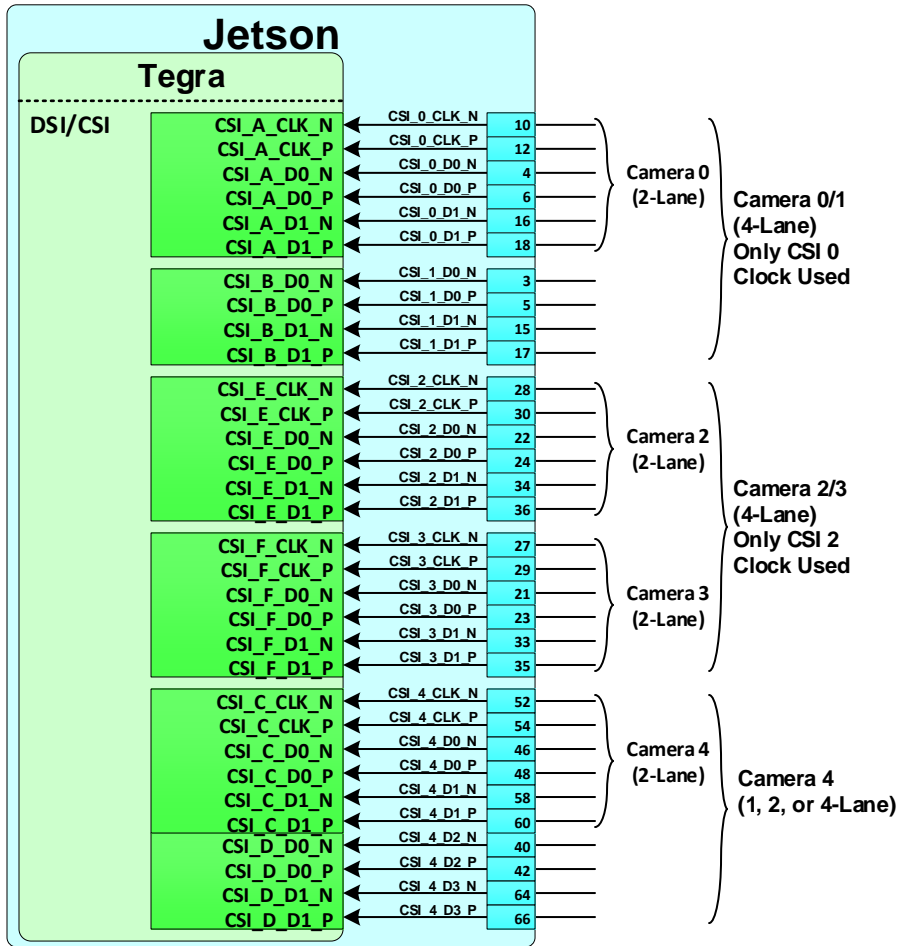 Jetson
Tegra
DSI/CSI
CSI_A_CLK_N CSI_0_CLK_N 10
CSI_A_CLK_P CSI_0_CLK_P 12
CSI_A_D0_N CSI_0_D0_N 4
CSI_A_D0_P CSI_0_D0_P 6
CSI_A_D1_N CSI_0_D1_N 16
CSI_A_D1_P CSI_0_D1_P 18
Camera 0
(2-Lane)
CSI_B_D0_N CSI_1_D0_N 3
CSI_B_D0_P CSI_1_D0_P 5
CSI_B_D1_N CSI_1_D1_N 15
CSI_B_D1_P CSI_1_D1_P 17
Camera 0/1
(4-Lane)
Only CSI 0
Clock Used
CSI_E_CLK_N CSI_2_CLK_N 28
CSI_E_CLK_P CSI_2_CLK_P 30
CSI_E_D0_N CSI_2_D0_N 22
CSI_E_D0_P CSI_2_D0_P 24
CSI_E_D1_N CSI_2_D1_N 34
CSI_E_D1_P CSI_2_D1_P 36
Camera 2
(2-Lane)
CSI_F_CLK_N CSI_3_CLK_N 27
CSI_F_CLK_P CSI_3_CLK_P 29
CSI_F_D0_N CSI_3_D0_N 21
CSI_F_D0_P CSI_3_D0_P 23
CSI_F_D1_N CSI_3_D1_N 33
CSI_F_D1_P CSI_3_D1_P 35
Camera 3
(2-Lane)
Camera 2/3
(4-Lane)
Only CSI 2
Clock Used
CSI_C_CLK_N CSI_4_CLK_N 52
CSI_C_CLK_P CSI_4_CLK_P 54
CSI_C_D0_N CSI_4_D0_N 46
CSI_C_D0_P CSI_4_D0_P 48
CSI_C_D1_N CSI_4_D1_N 58
CSI_C_D1_P CSI_4_D1_P 60
Camera 4
(2-Lane)
CSI_D_D0_N CSI_4_D2_N 40
CSI_D_D0_P CSI_4_D2_P 42
CSI_D_D1_N CSI_4_D3_N 64
CSI_D_D1_P CSI_4_D3_P 66
Camera 4
(1, 2, or 4-Lane)